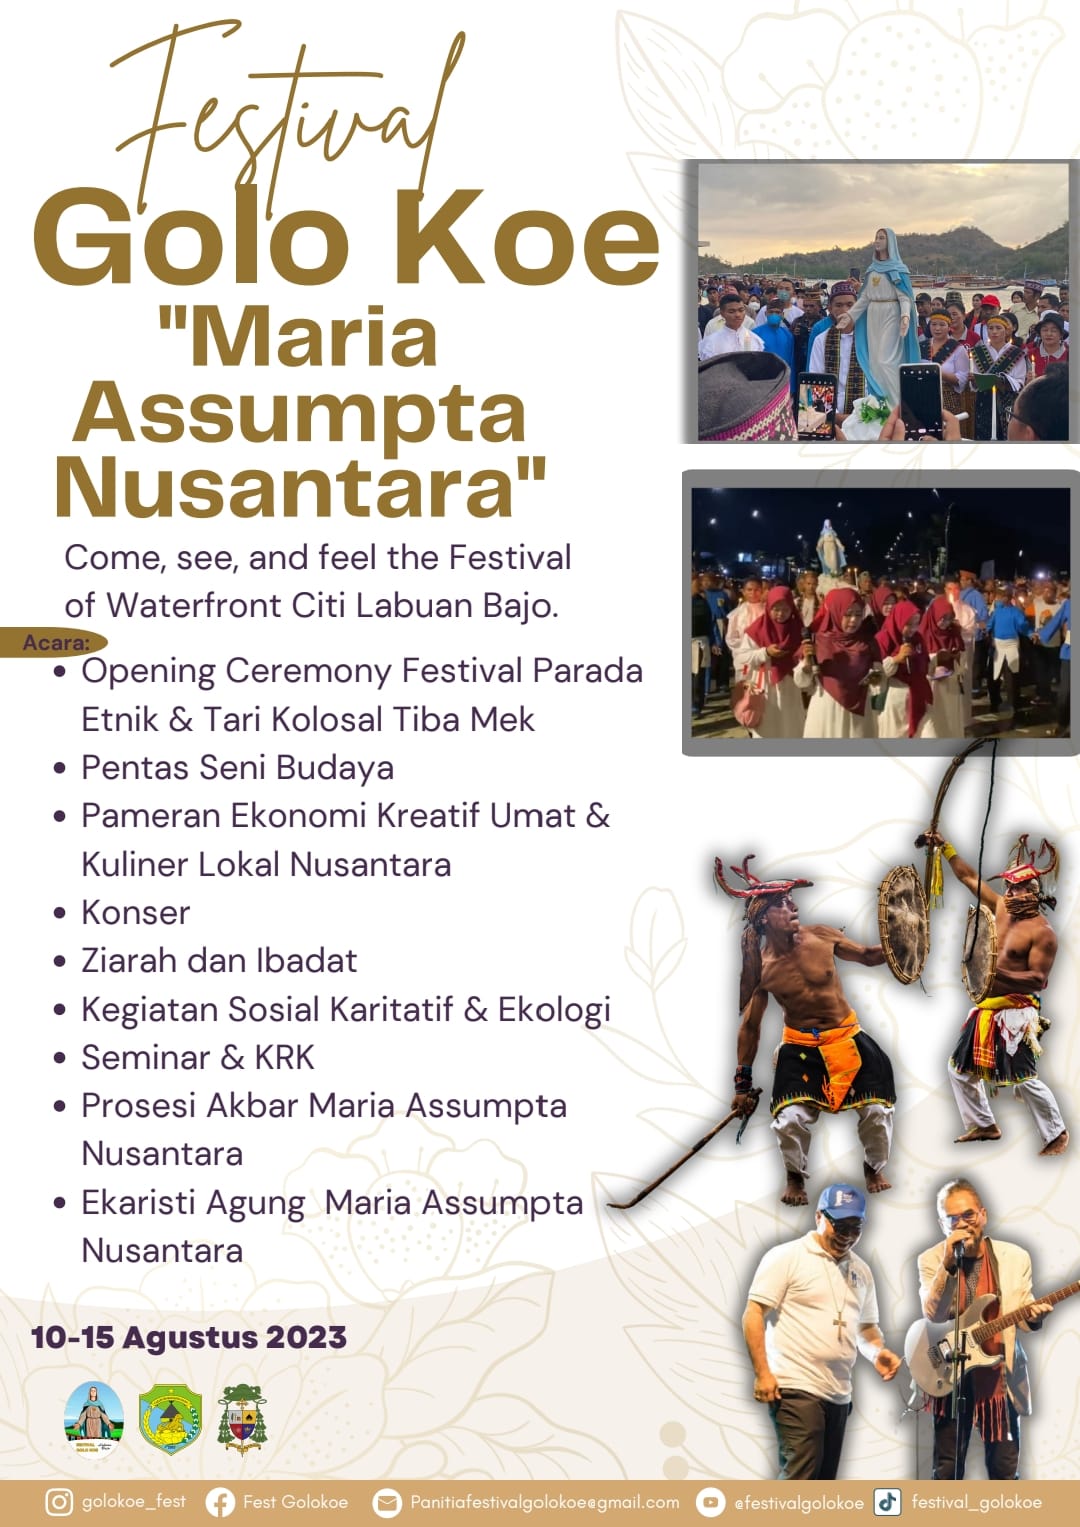 Festival
Golo Koe
"Maria
Assumpta
Nusantara"
Come, see, and feel the Festival
of Waterfront Citi Labuan Bajo.
Acara:
• Opening Ceremony Festival Parada
Etnik & Tari Kolosal Tiba Mek
• Pentas Seni Budaya
• Pameran Ekonomi Kreatif Umat &
Kuliner Lokal Nusantara
• Konser
• Ziarah dan Ibadat
• Kegiatan Sosial Karitatif & Ekologi
• Seminar & KRK
• Prosesi Akbar Maria Assumpta
Nusantara
• Ekaristi Agung Maria Assumpta
Nusantara
10-15 Agustus 2023
FESTIVAL
GOLO KOE
golokoe_fest
Fest Golokoe
Panitiafestivalgolokoe@gmail.com
@festivalgolokoe
festival_golokoe